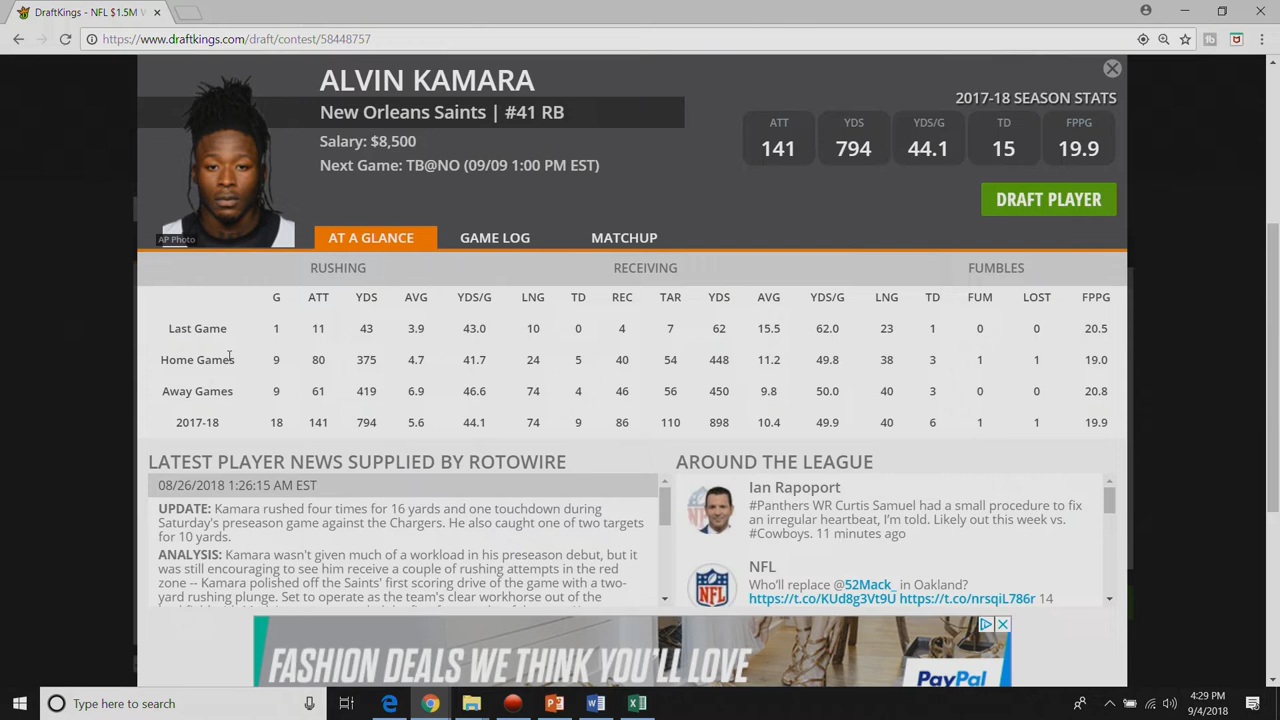 DraftKings - NFL $1.5M W
https://www.draftkings.com/draft/contest/58448757
ALVIN KAMARA
New Orleans Saints | #41 RB
Salary: $8,500
Next Game: TB@NO (09/09 1:00 PM EST)
2017-18 SEASON STATS
ATT YDS YDS/G TD FPPG
141 794 44.1 15 19.9
DRAFT PLAYER
AP Photo
AT A GLANCE GAME LOG MATCHUP
RUSHING RECEIVING FUMBLES
G ATT YDS AVG YDS/G LNG TD REC TAR YDS AVG YDS/G LNG TD FUM LOST FPPG
Last Game 1 11 43 3.9 43.0 10 0 4 7 62 15.5 62.0 23 1 0 0 20.5
Home Games 9 80 375 4.7 41.7 24 5 40 54 448 11.2 49.8 38 3 1 1 19.0
Away Games 9 61 419 6.9 46.6 74 4 46 56 450 9.8 50.0 40 3 0 0 20.8
2017-18 18 141 794 5.6 44.1 74 9 86 110 898 10.4 49.9 40 6 1 1 19.9
LATEST PLAYER NEWS SUPPLIED BY ROTOWIRE
08/26/2018 1:26:15 AM EST
UPDATE: Kamara rushed four times for 16 yards and one touchdown during
Saturday's preseason game against the Chargers. He also caught one of two targets
for 10 yards.
ANALYSIS: Kamara wasn't given much of a workload in his preseason debut, but it
was still encouraging to see him receive a couple of rushing attempts in the red
zone -- Kamara polished off the Saints' first scoring drive of the game with a two-
yard rushing plunge. Set to operate as the team's clear workhorse out of the
AROUND THE LEAGUE
Ian Rapoport
#Panthers WR Curtis Samuel had a small procedure to fix
an irregular heartbeat, I'm told. Likely out this week vs.
#Cowboys. 11 minutes ago
NFL
Who'll replace @52Mack_ in Oakland?
https://t.co/KUd8g3Vt9U https://t.co/nrsqiL786r 14
FASHION DEALS WE THINK YOU'LL LOVE
PayPal
Type here to search
4:29 PM
9/4/2018